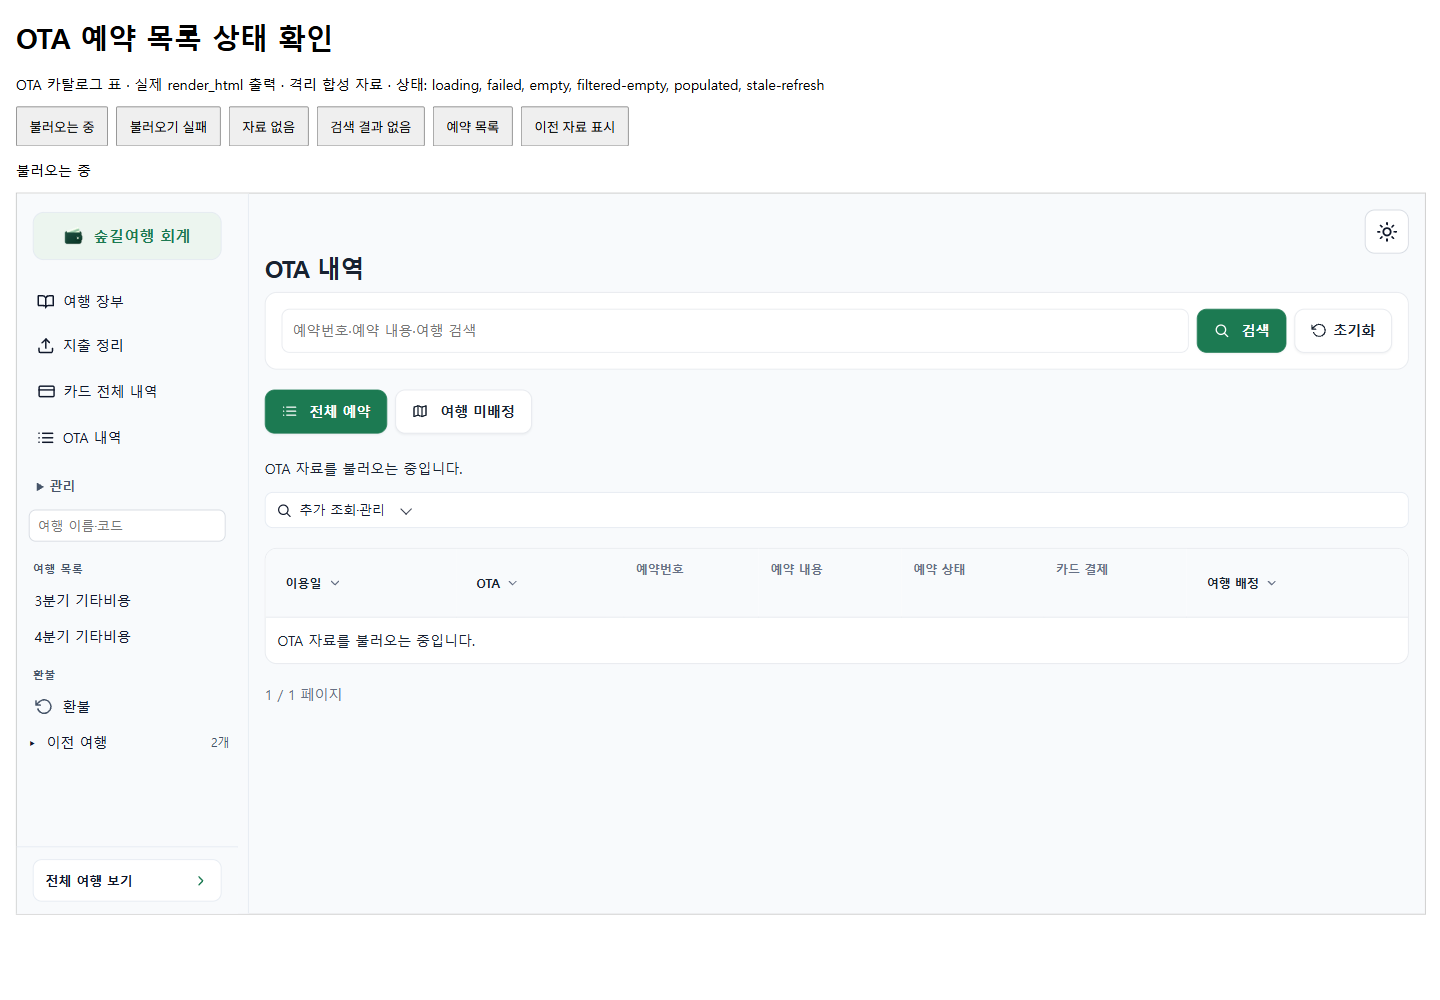 OTA 예약 목록 상태 확인
OTA 카탈로그 표 · 실제 render_html 출력 · 격리 합성 자료 · 상태: loading, failed, empty, filtered-empty, populated, stale-refresh
불러오는 중 불러오기 실패 자료 없음 검색 결과 없음 예약 목록 이전 자료 표시
불러오는 중
숲길여행 회계
여행 장부
지출 정리
카드 전체 내역
OTA 내역
관리
여행 이름·코드
여행 목록
3분기 기타비용
4분기 기타비용
환불
환불
이전 여행 2개
전체 여행 보기
OTA 내역
예약번호·예약 내용·여행 검색 검색 초기화
전체 예약 여행 미배정
OTA 자료를 불러오는 중입니다.
추가 조회·관리
이용일 OTA 예약번호 예약 내용 예약 상태 카드 결제 여행 배정
OTA 자료를 불러오는 중입니다.
1 / 1 페이지